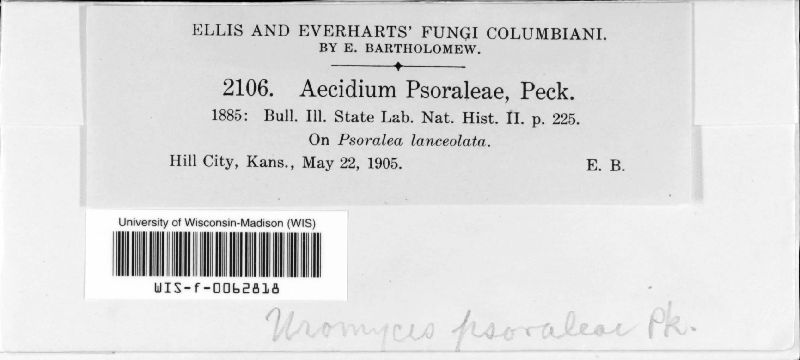 ELLIS AND EVERHARTS' FUNGI COLUMBIANI.
BY E. BARTHOLOMEW.
2106. Aecidium Psoraleae, Peck.
1885: Bull. Ill. State Lab. Nat. Hist. II. p. 225.
On Psoralea lanceolata.
Hill City, Kans., May 22, 1905. E. B.
University of Wisconsin-Madison (WIS)
WIS-f-0062818
Uromyces psoraleae Pk.